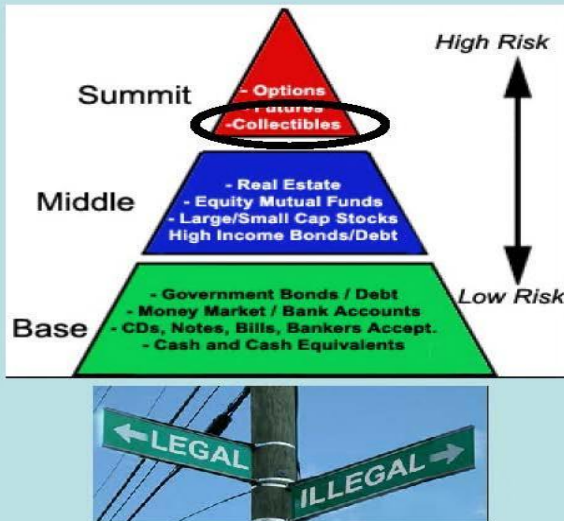 High Risk
Summit
- Options
- Futures
-Collectibles
Middle
- Real Estate
- Equity Mutual Funds
- Large/Small Cap Stocks
High Income Bonds/Debt
Low Risk
Base
- Government Bonds / Debt
- Money Market / Bank Accounts
- CDs, Notes, Bills, Bankers Accept.
- Cash and Cash Equivalents
LEGAL
ILLEGAL